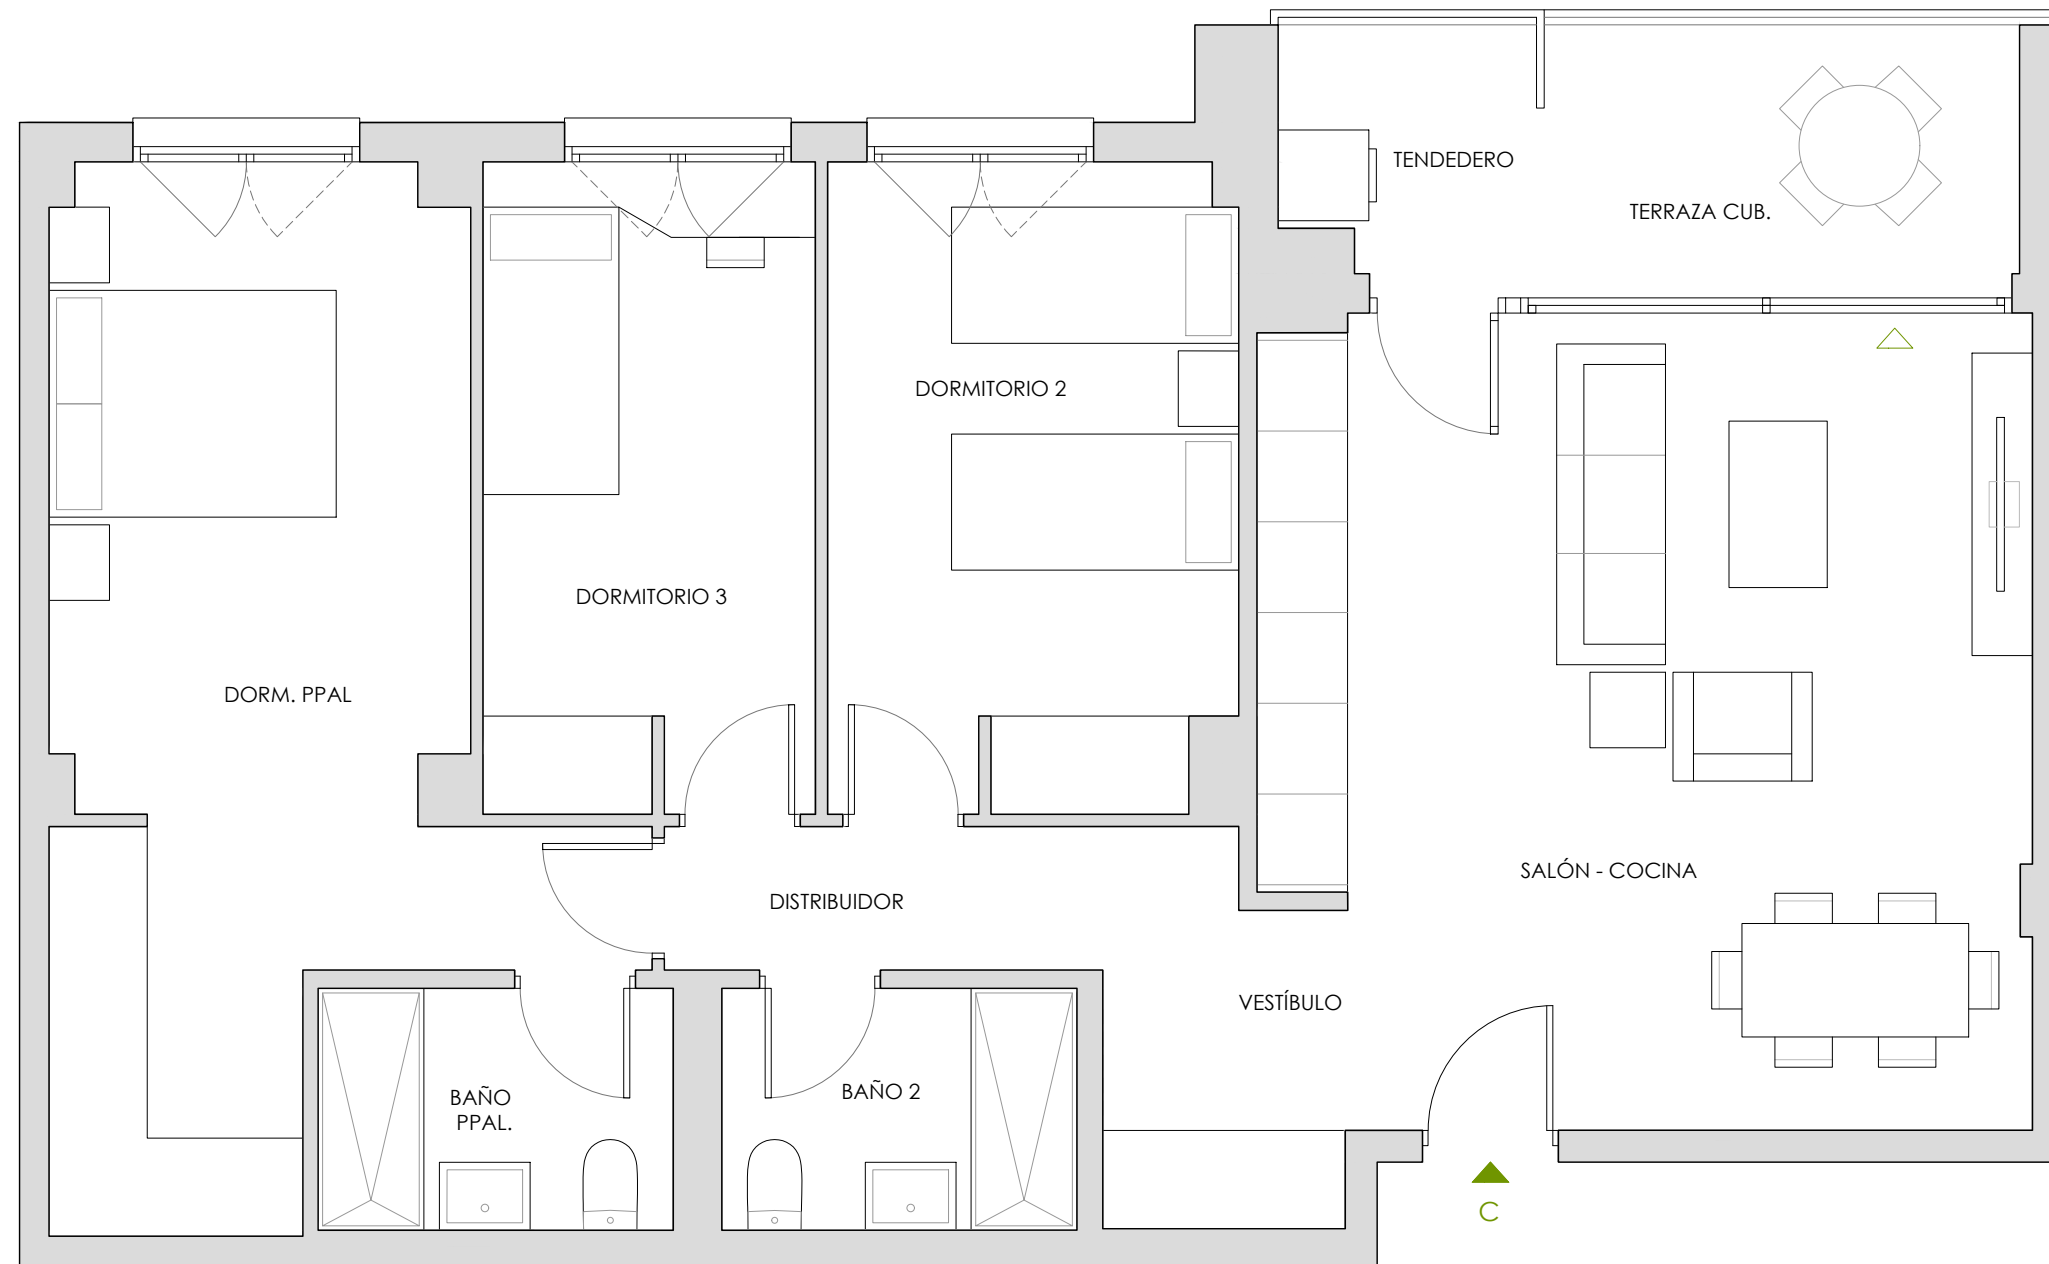 TENDEDERO
TERRAZA CUB.
DORMITORIO 2
DORMITORIO 3
DORM. PPAL
SALÓN - COCINA
DISTRIBUIDOR
VESTÍBULO
BAÑO
PPAL.
BAÑO 2
C